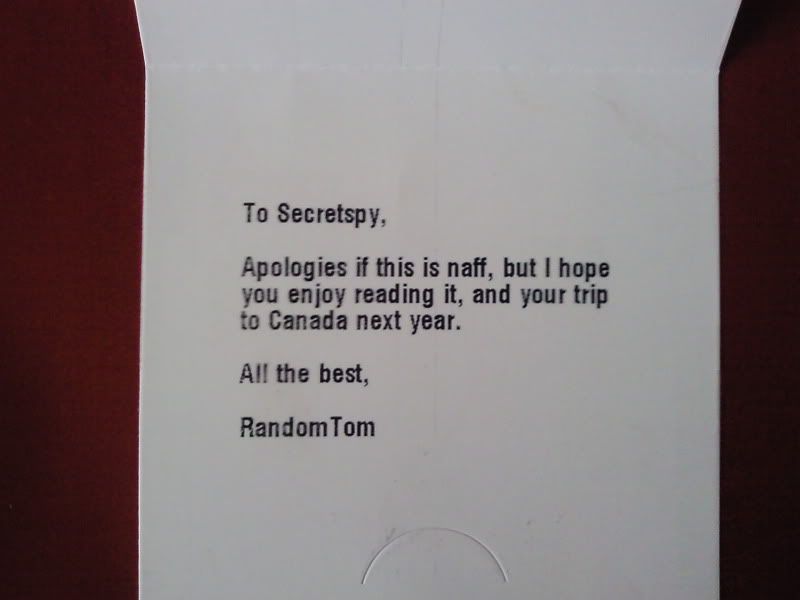 To Secretspy,
Apologies if this is naff, but I hope
you enjoy reading it, and your trip
to Canada next year.
All the best,
RandomTom